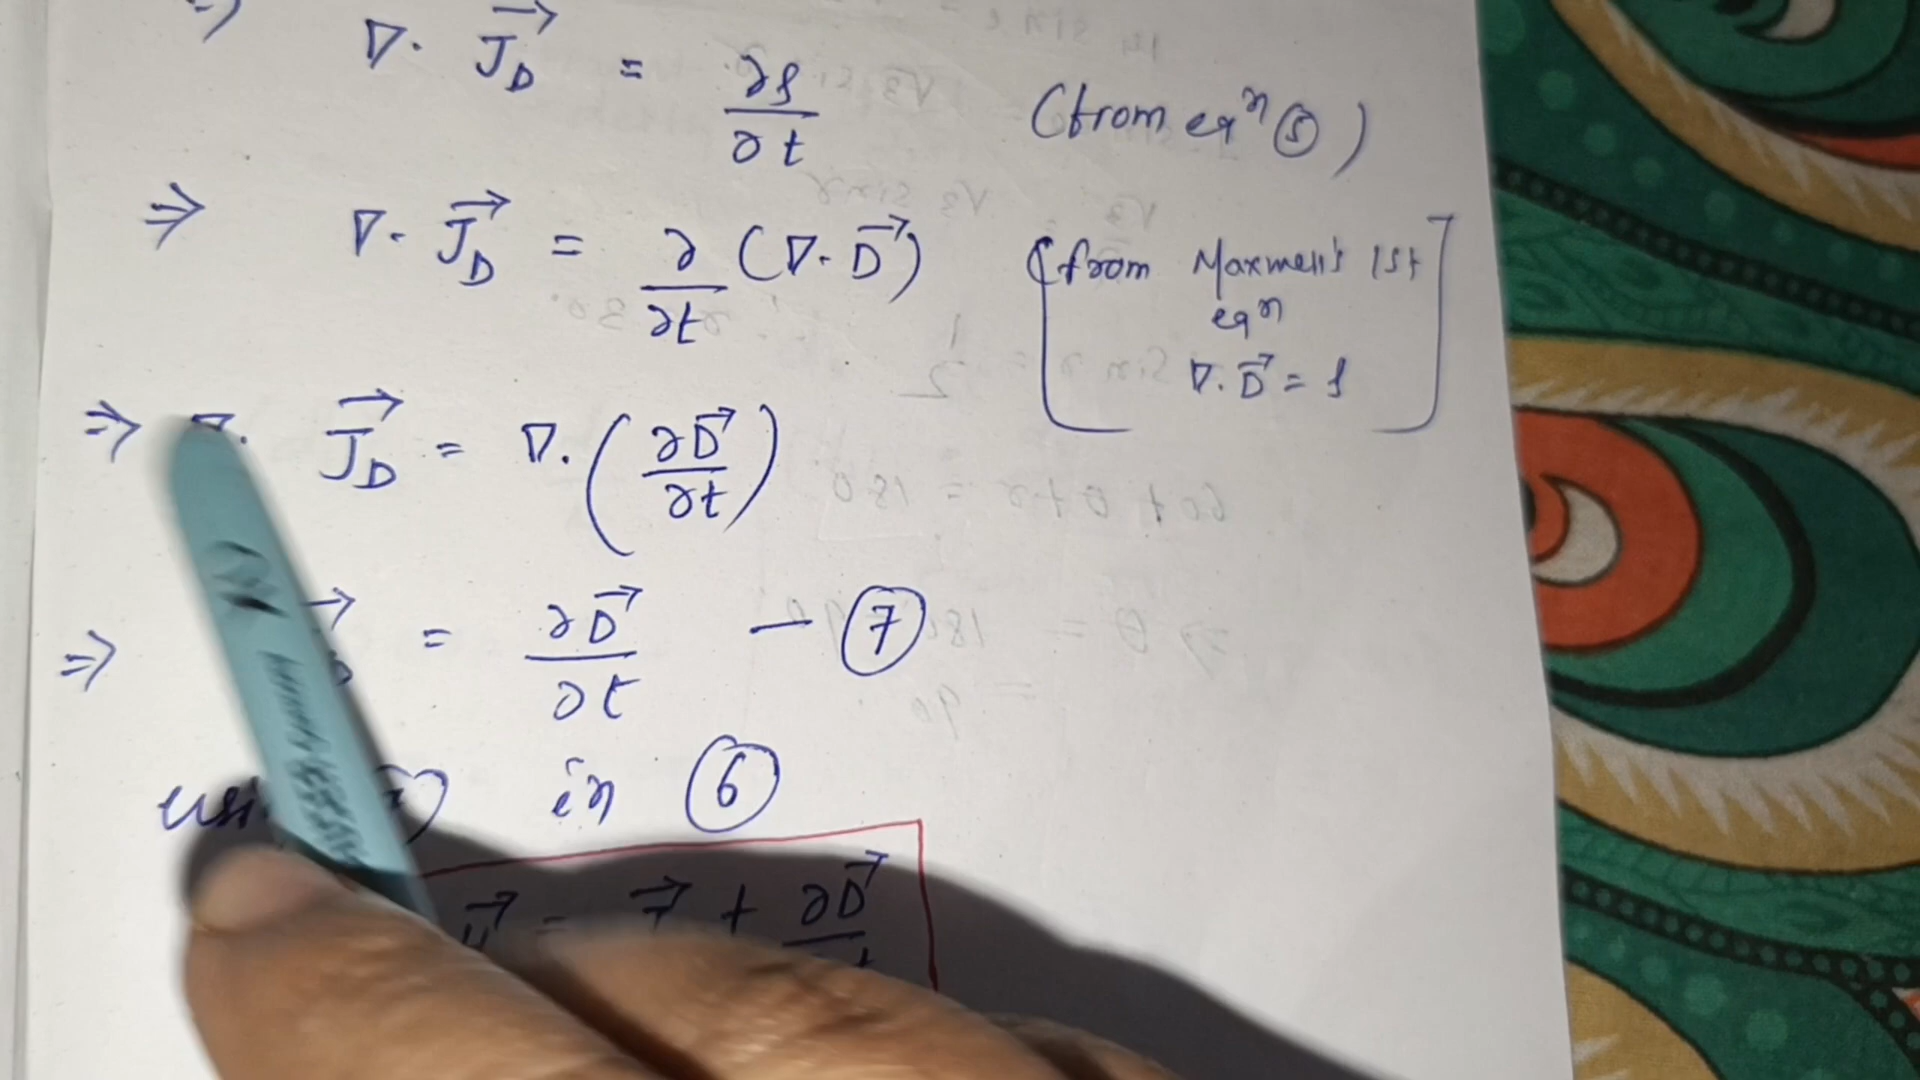 ⇒ ∇. J⃗_D = ∂ρ/∂t (from eqⁿ ⑤)
⇒ ∇. J⃗_D = ∂/∂t (∇. D⃗) [from Maxwell's 1st
eqⁿ
∇. D⃗ = ρ]
⇒ ∇. J⃗_D = ∇. (∂D⃗/∂t)
⇒ = ∂D⃗/∂t — ⑦
in ⑥
H⃗ = J⃗ + ∂D⃗/∂t